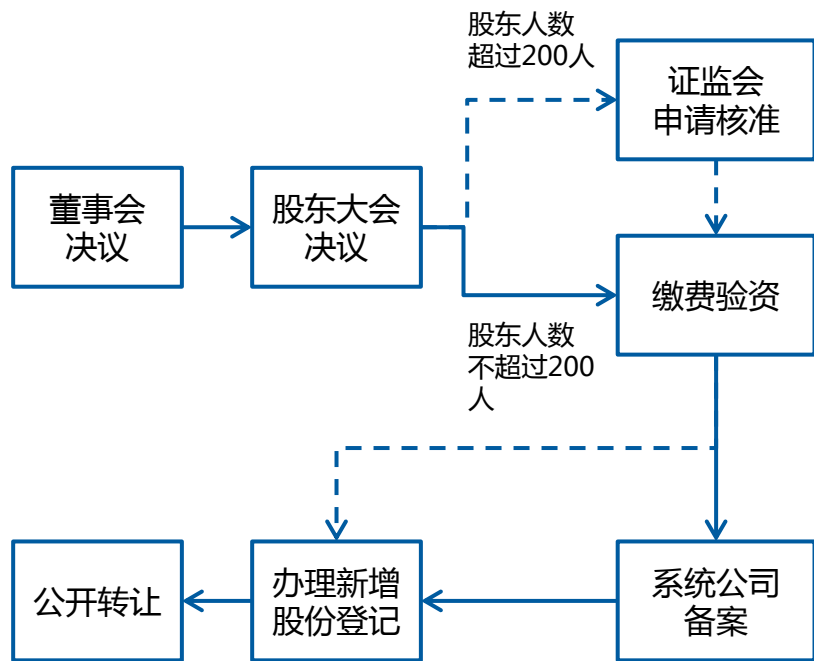 股东人数
超过200人
证监会
申请核准
董事会
决议
股东大会
决议
缴费验资
股东人数
不超过200
人
公开转让
办理新增
股份登记
系统公司
备案